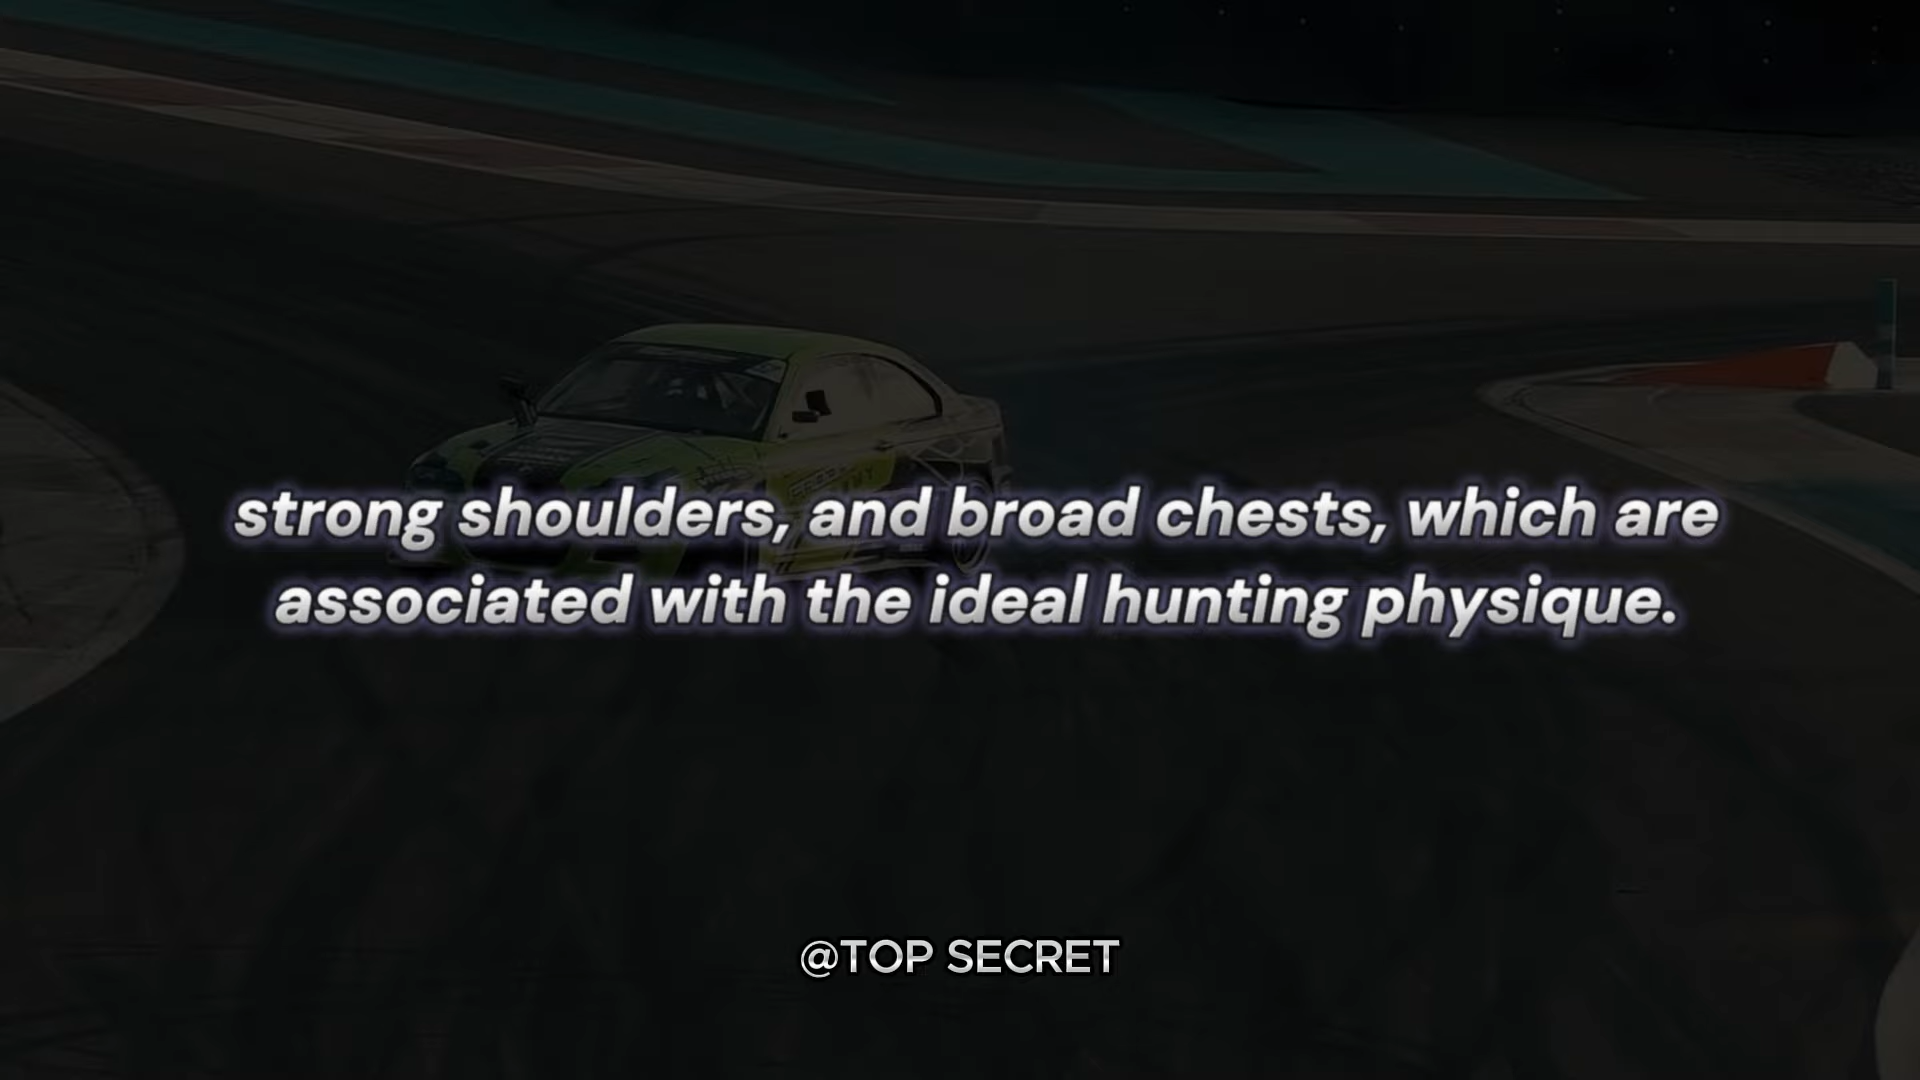 strong shoulders, and broad chests, which are
associated with the ideal hunting physique.
@TOP SECRET